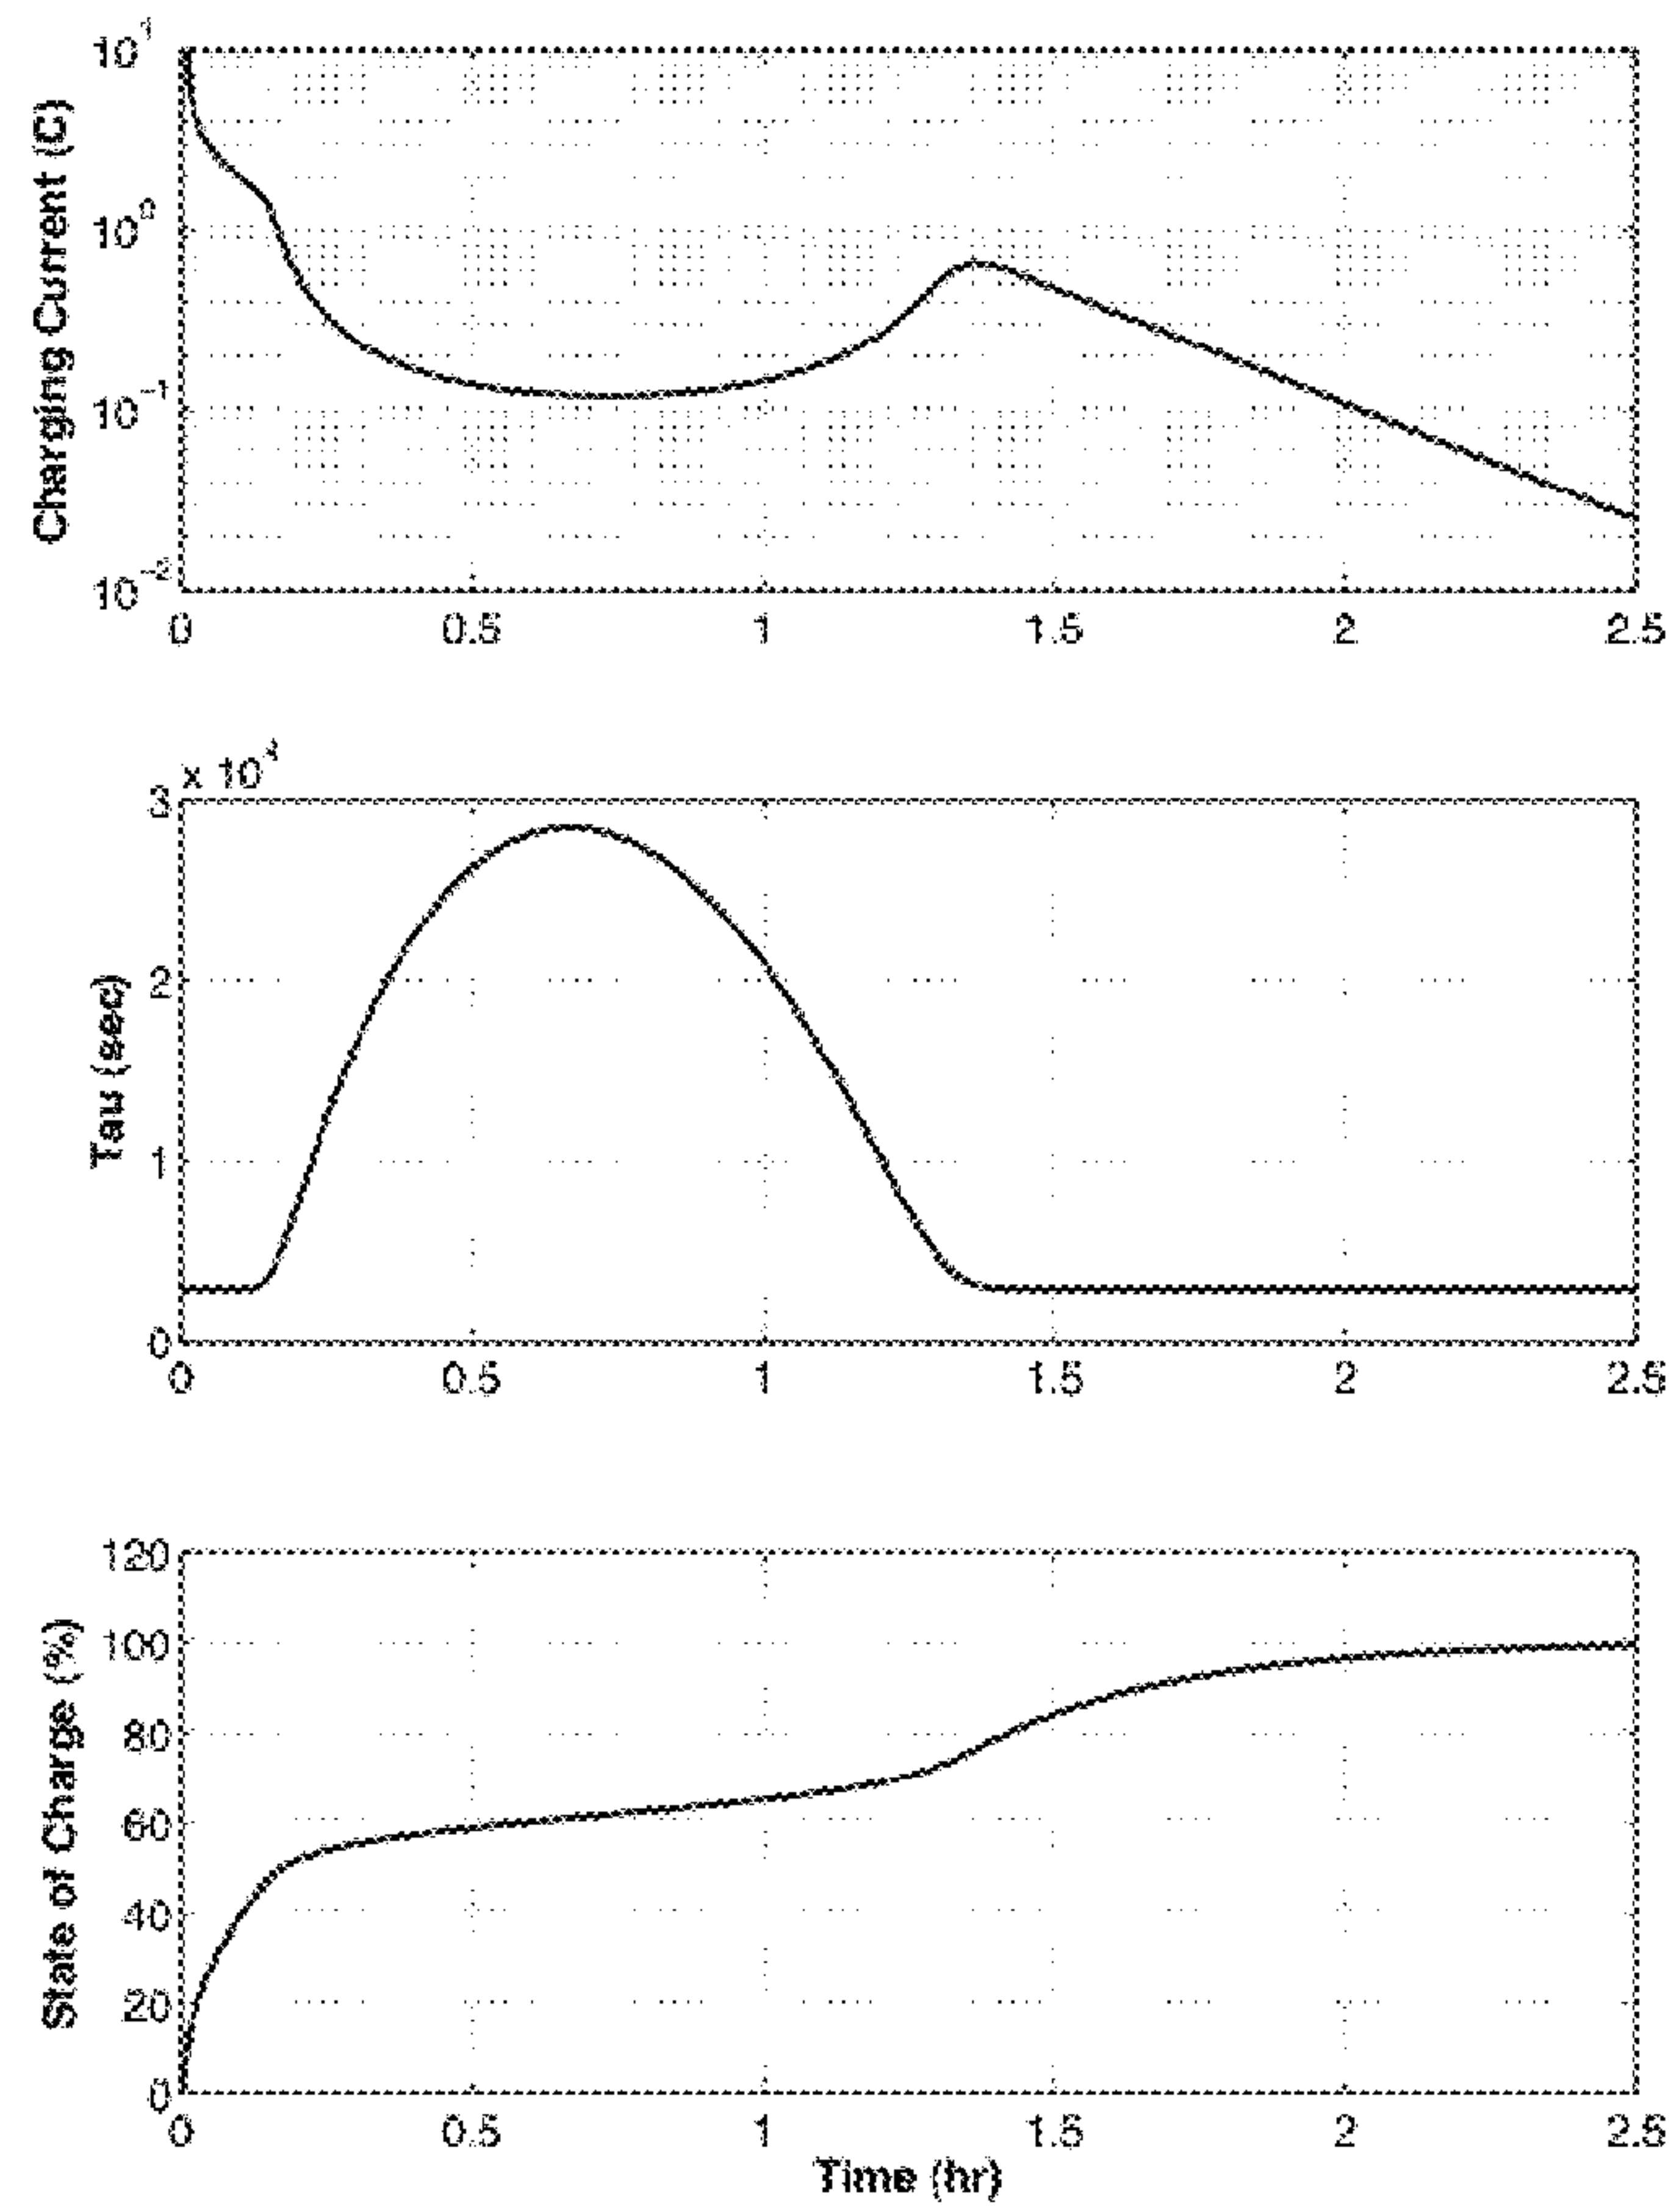 Charging Current (C)
10^1
10^0
10^-1
10^-2
0 0.5 1 1.5 2 2.5
x 10^4
Tau (sec)
3
2
1
0
0 0.5 1 1.5 2 2.5
State of Charge (%)
120
100
80
60
40
20
0
0 0.5 1 1.5 2 2.5
Time (hr)